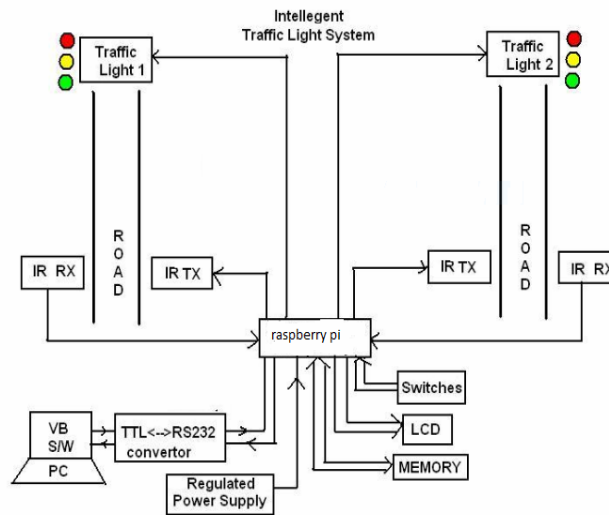 Intellegent
Traffic Light System
Traffic
Light 1
Traffic
Light 2
R
O
A
D
R
O
A
D
IR RX
IR TX
IR TX
IR RX
raspberry pi
Switches
VB
S/W
PC
TTL<-->RS232
convertor
LCD
MEMORY
Regulated
Power Supply